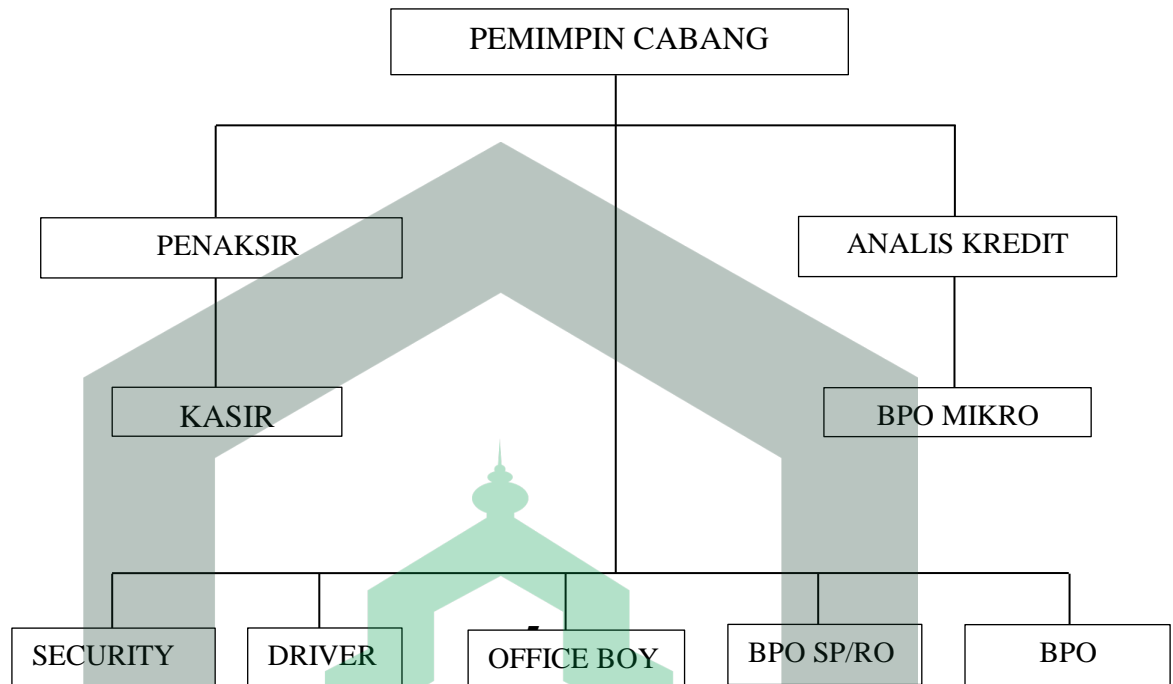 PEMIMPIN CABANG
PENAKSIR
ANALIS KREDIT
KASIR
BPO MIKRO
SECURITY
DRIVER
OFFICE BOY
BPO SP/RO
BPO